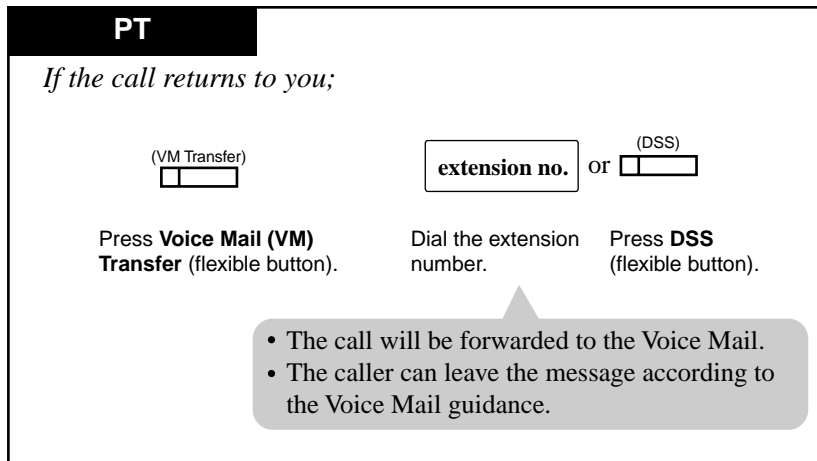 PT
If the call returns to you;
(VM Transfer)
extension no. or (DSS)
Press Voice Mail (VM)
Transfer (flexible button).
Dial the extension
number.
Press DSS
(flexible button).
• The call will be forwarded to the Voice Mail.
• The caller can leave the message according to
the Voice Mail guidance.